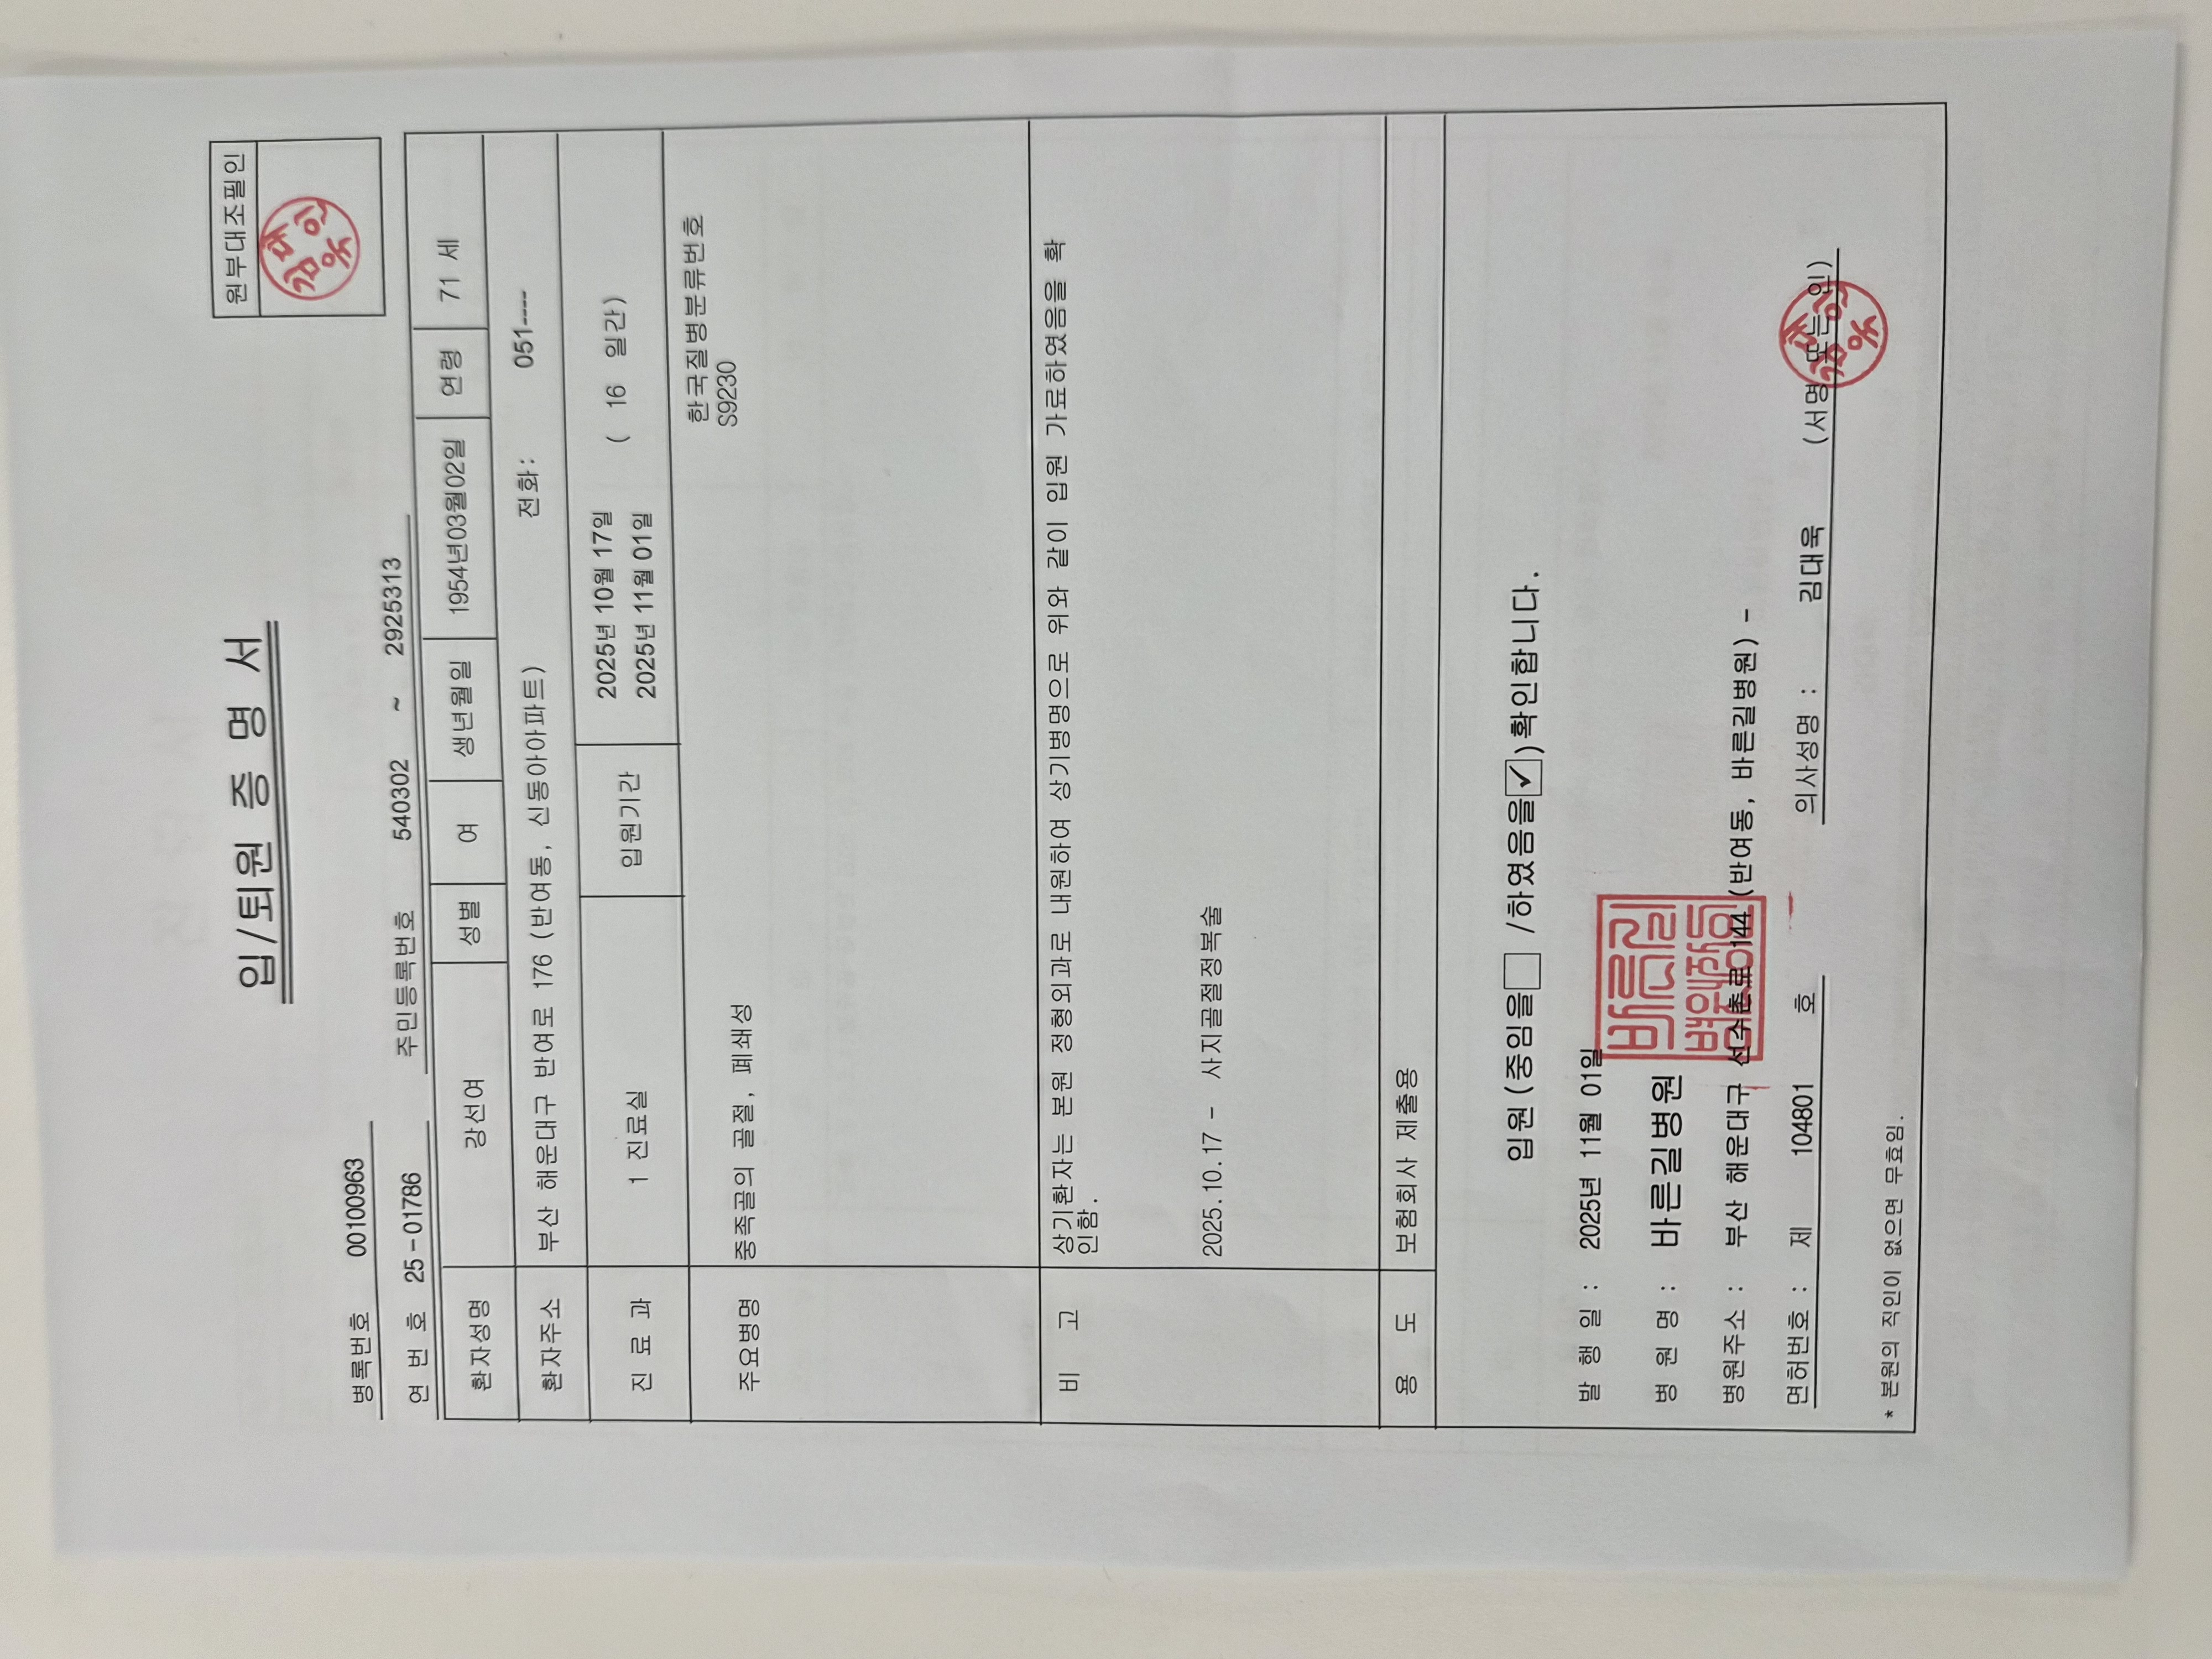 입/퇴원 증 명 서
원부대조필인
병록번호 00100963
연 번 호 25 - 01786 주민등록번호 540302 ~ 2925313
환자성명 강선여 성별 여 생년월일 1954년03월02일 연령 71 세
환자주소 부산 해운대구 반여로 176 (반여동, 신동아아파트) 전화: 051----
진 료 과 1 진료실 입원기간 2025년 10월 17일 ( 16 일간)
2025년 11월 01일
한국질병분류번호
주요병명 중족골의 골절, 폐쇄성 S9230
비 고 상기환자는 본원 정형외과로 내원하여 상기병명으로 위와 같이 입원 가료하였음을 확
인함.
2025.10.17 - 사지골절정복술
용 도 보험회사 제출용
입원(중임을□ /하였음을☑)확인합니다.
발 행 일 : 2025년 11월 01일
병 원 명 : 바른길병원
바른길
병원장
병원주소 : 부산 해운대구 선수촌로 144 (반여동, 바른길병원) -
면허번호 : 제 104801 호 의사성명 : 김대욱 (서명 또는 인)
* 본원의 직인이 없으면 무효임.